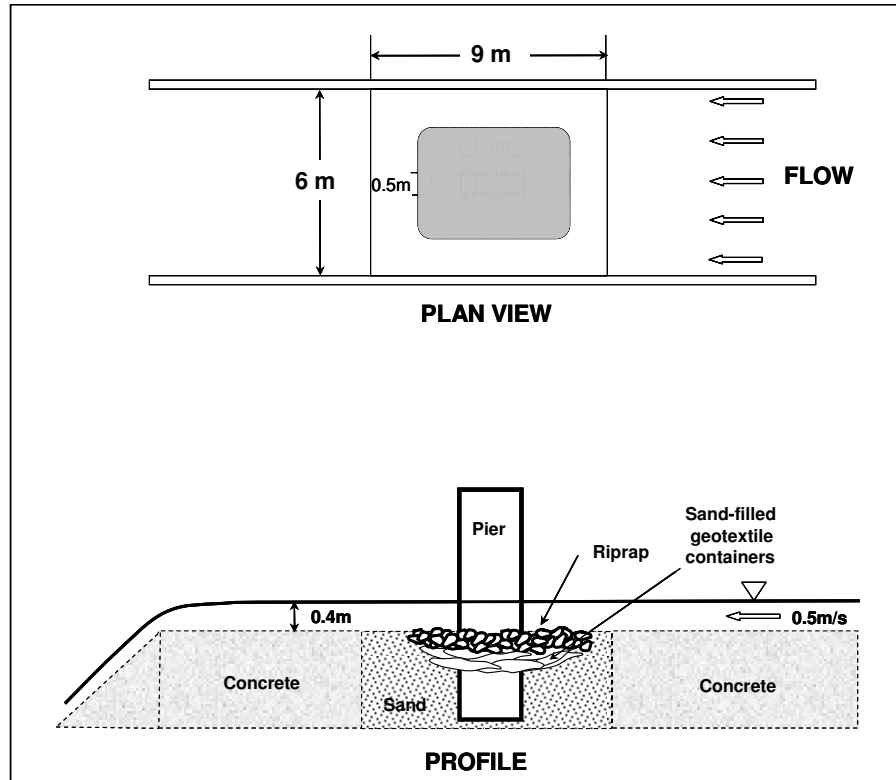 9 m
6 m
0.5m
FLOW
PLAN VIEW
Pier
Riprap
Sand-filled
geotextile
containers
0.4m
0.5m/s
Concrete
Sand
Concrete
PROFILE